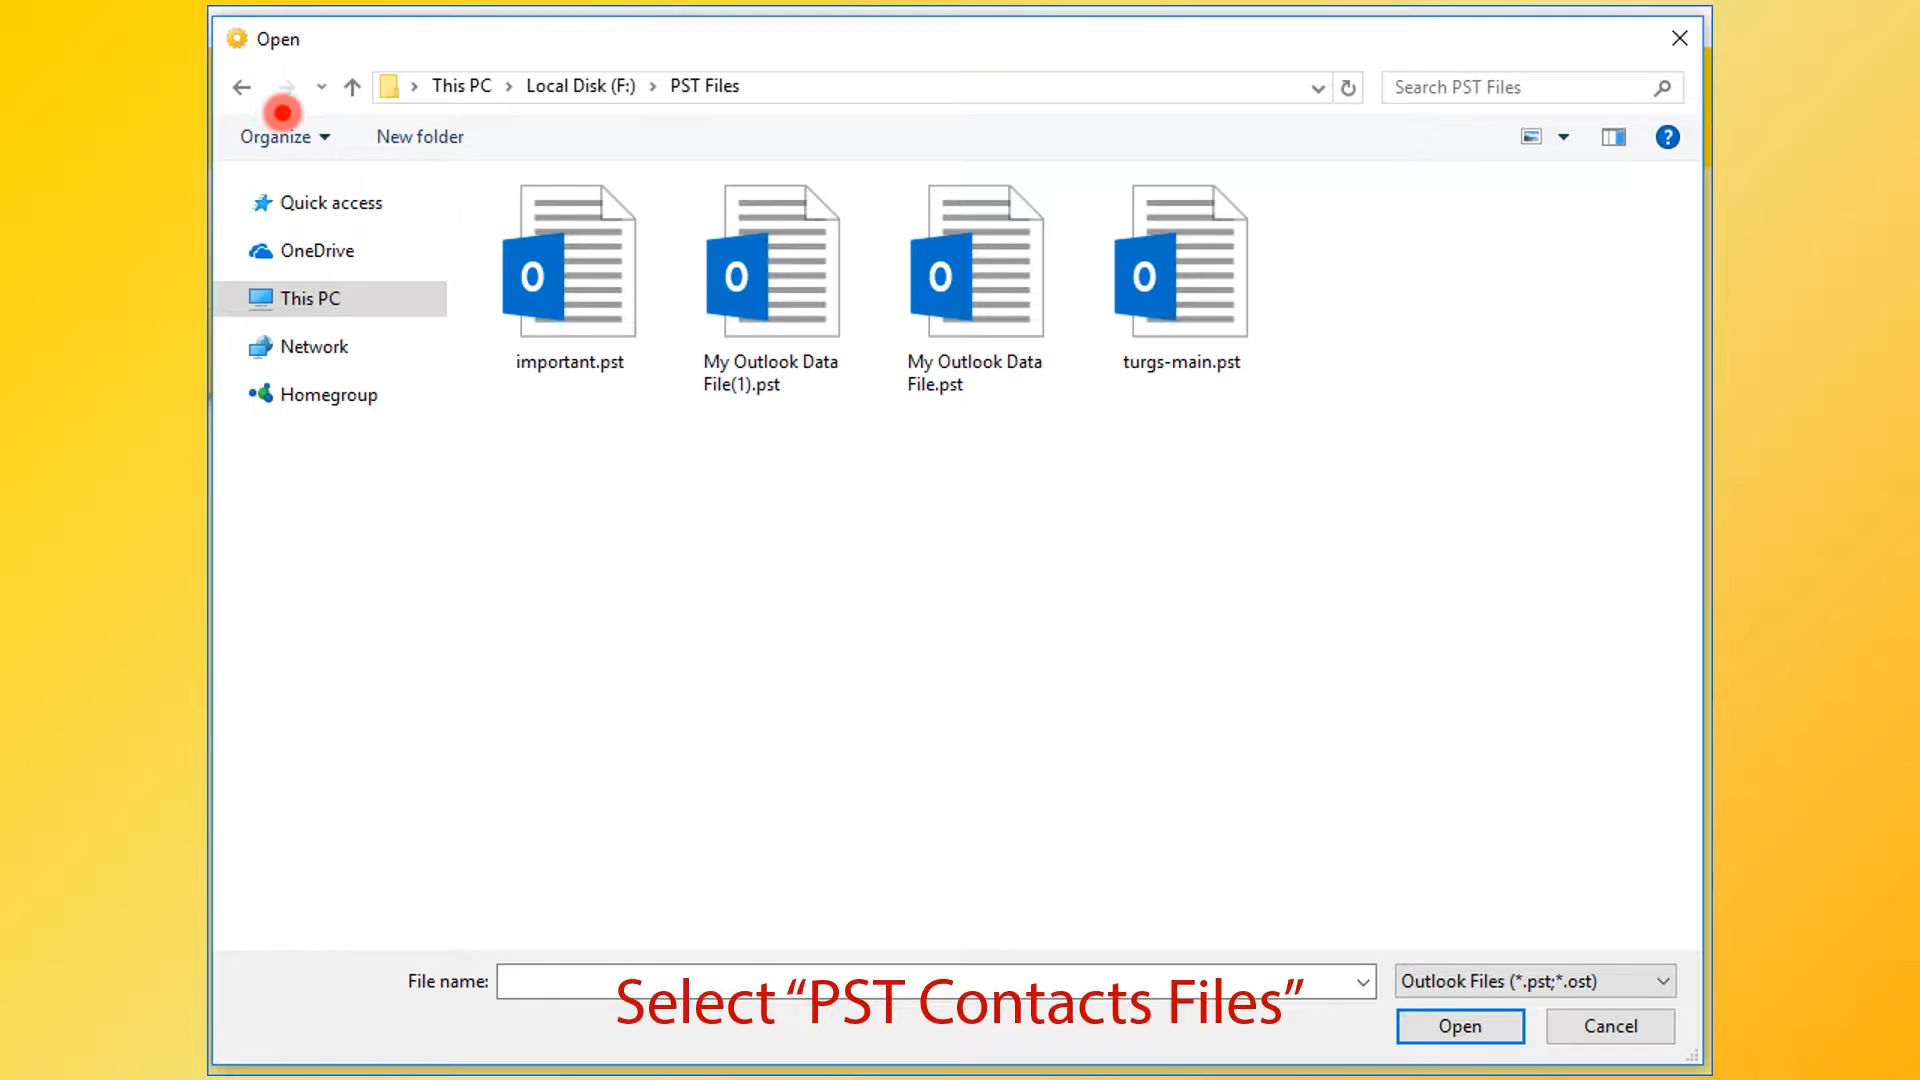 Open
This PC > Local Disk (F:) > PST Files
Search PST Files
Organize
New folder
?
Quick access
OneDrive
This PC
Network
Homegroup
O
O
O
O
important.pst
My Outlook Data
File(1).pst
My Outlook Data
File.pst
turgs-main.pst
File name:
Outlook Files (*.pst;*.ost)
Select “PST Contacts Files”
Open
Cancel